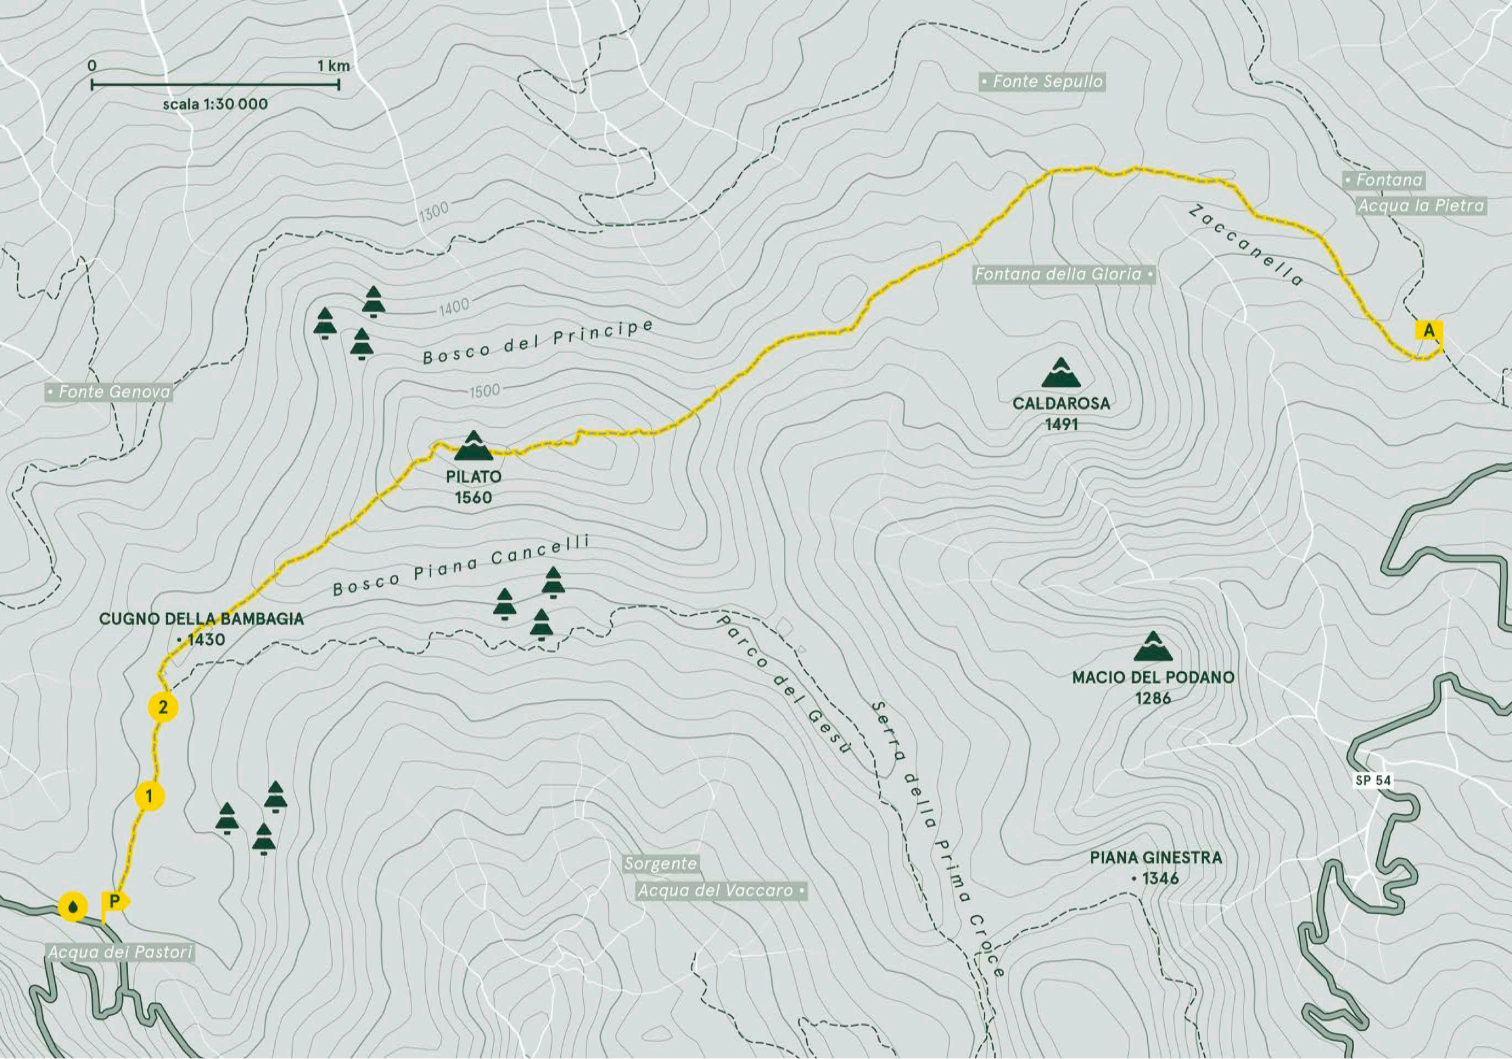 0 1 km
scala 1:30 000
• Fonte Sepullo
• Fontana
Acqua la Pietra
1300
Zaccanella
Fontana della Gloria •
1400
Bosco del Principe
A
• Fonte Genova
1500
CALDAROSA
1491
PILATO
1560
Bosco Piana Cancelli
CUGNO DELLA BAMBAGIA
• 1430
Parco del Gesù
MACIO DEL PODANO
1286
2
Serra della Prima Croce
SP 54
1
PIANA GINESTRA
• 1346
Sorgente
Acqua del Vaccaro •
P
Acqua dei Pastori